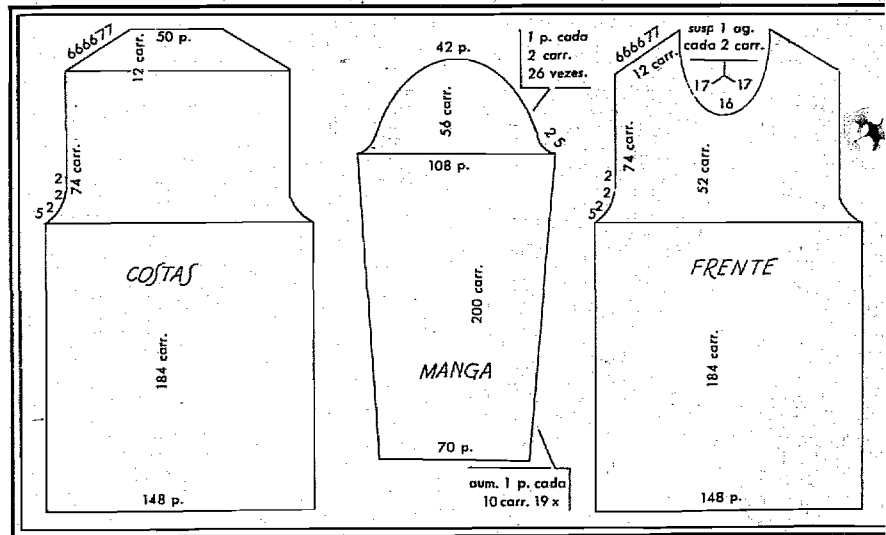 666677
50 p.
12 carr.
74 carr.
2
2
2
5
COSTAS
184 carr.
148 p.
42 p.
1 p. cada
2 carr.
26 vezes.
56 carr.
2 5
108 p.
200 carr.
MANGA
70 p.
aum. 1 p. cada
10 carr. 19 x
666677
12 carr.
susp 1 ag.
cada 2 carr.
17 17
16
74 carr.
2
2
2
5
52 carr.
FRENTE
184 carr.
148 p.